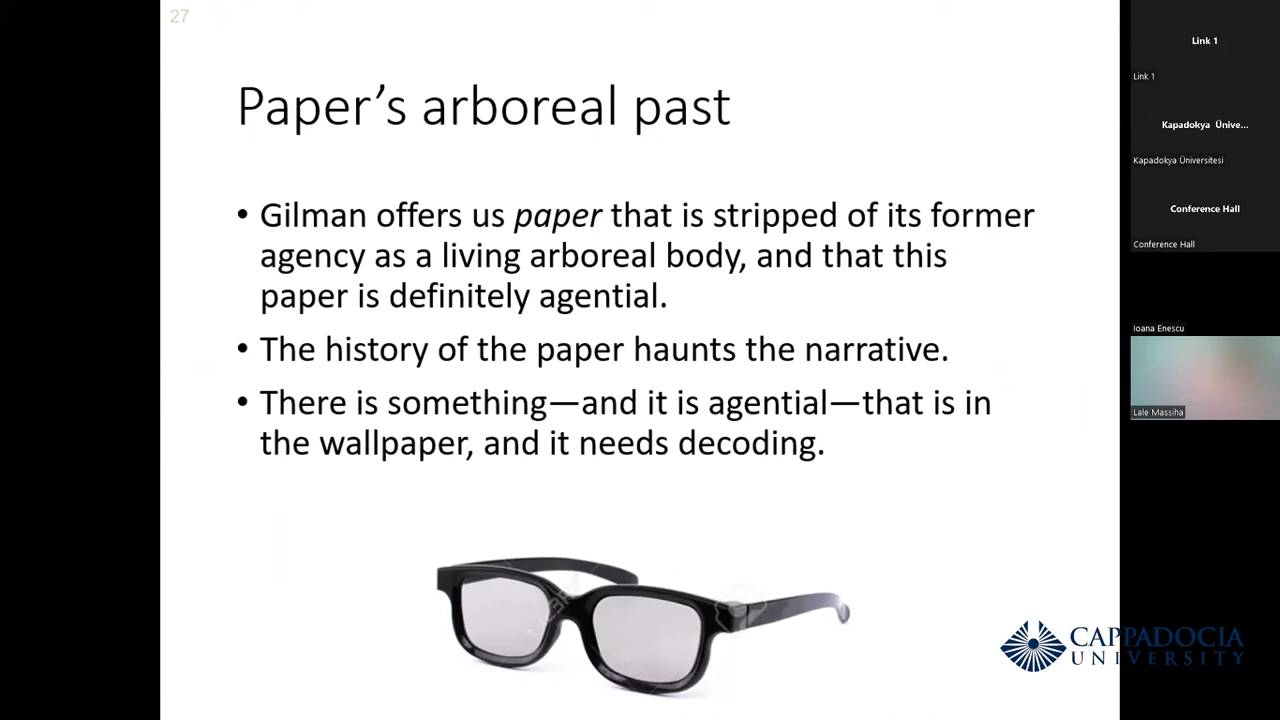 27
Paper’s arboreal past
• Gilman offers us paper that is stripped of its former
agency as a living arboreal body, and that this
paper is definitely agential.
• The history of the paper haunts the narrative.
• There is something—and it is agential—that is in
the wallpaper, and it needs decoding.
CAPPADOCIA
UNIVERSITY
Link 1
Link 1
Kapadokya Ünive...
Kapadokya Üniversitesi
Conference Hall
Conference Hall
Ioana Enescu
Lale Massiha